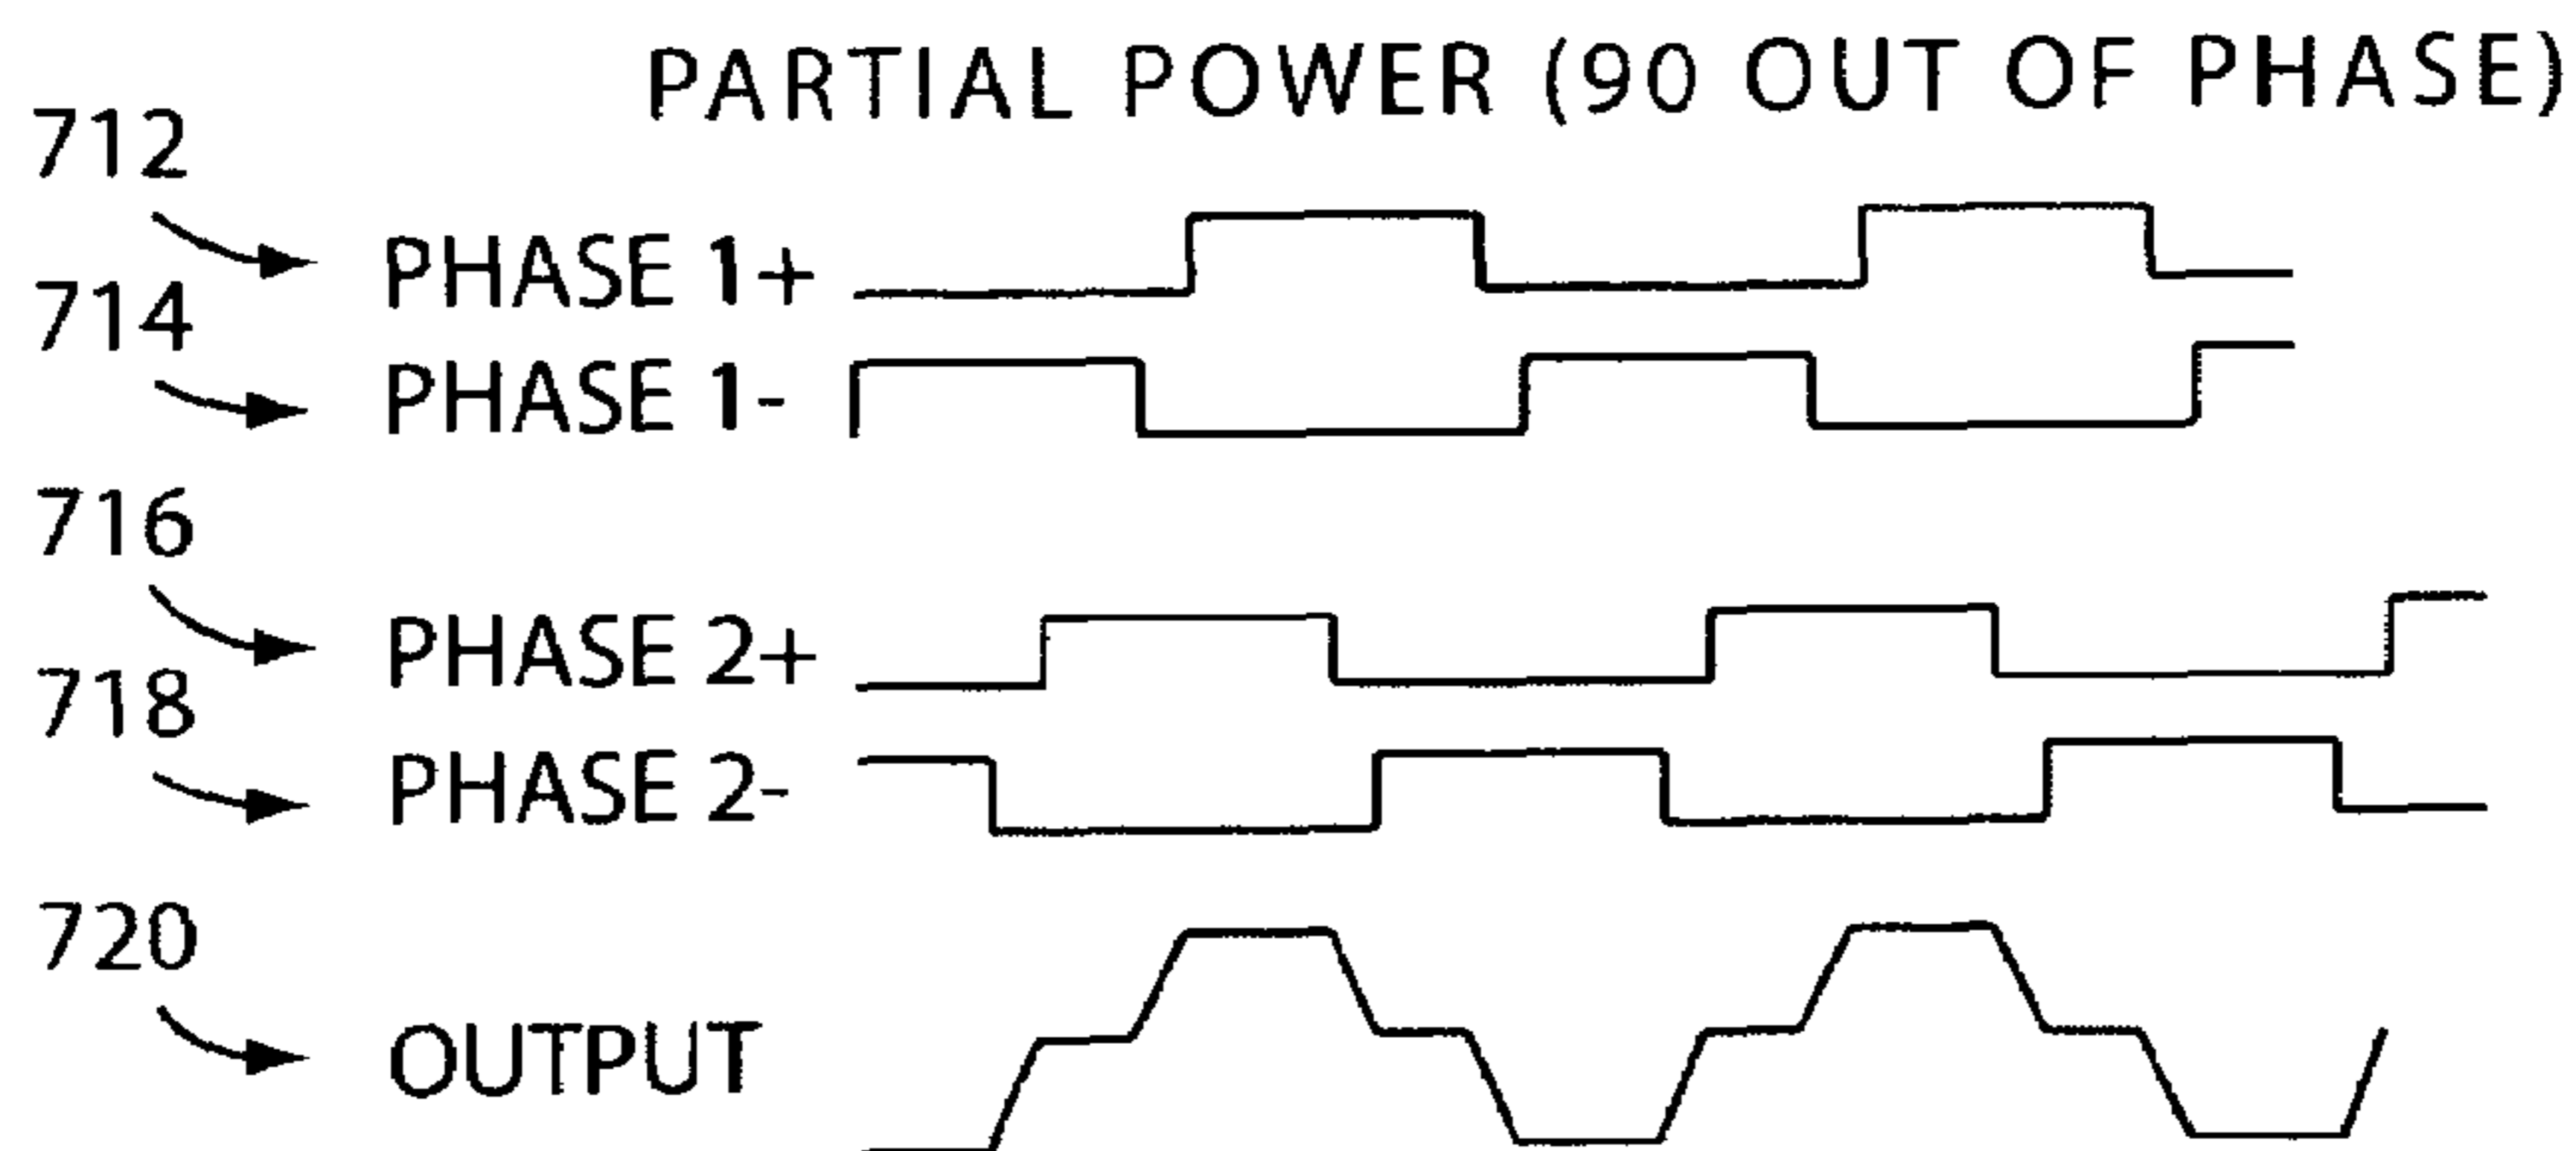 PARTIAL POWER (90 OUT OF PHASE)
712
PHASE 1+
714
PHASE 1-
716
PHASE 2+
718
PHASE 2-
720
OUTPUT